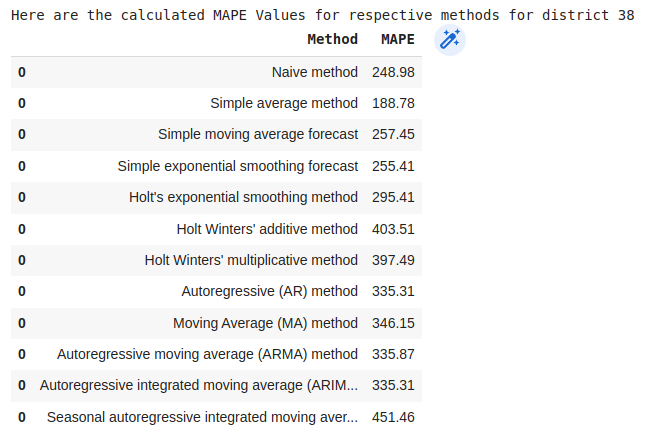 Here are the calculated MAPE Values for respective methods for district 38
Method MAPE
0 Naive method 248.98
0 Simple average method 188.78
0 Simple moving average forecast 257.45
0 Simple exponential smoothing forecast 255.41
0 Holt's exponential smoothing method 295.41
0 Holt Winters' additive method 403.51
0 Holt Winters' multiplicative method 397.49
0 Autoregressive (AR) method 335.31
0 Moving Average (MA) method 346.15
0 Autoregressive moving average (ARMA) method 335.87
0 Autoregressive integrated moving average (ARIM... 335.31
0 Seasonal autoregressive integrated moving aver... 451.46